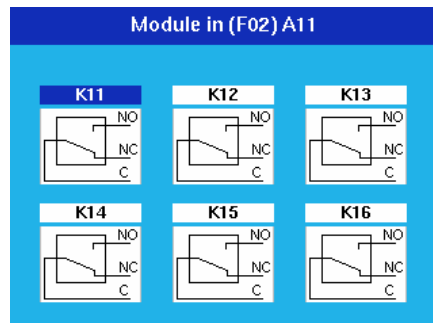 Module in (F02) A11
K11 K12 K13
NO NO NO
NC NC NC
C C C
K14 K15 K16
NO NO NO
NC NC NC
C C C